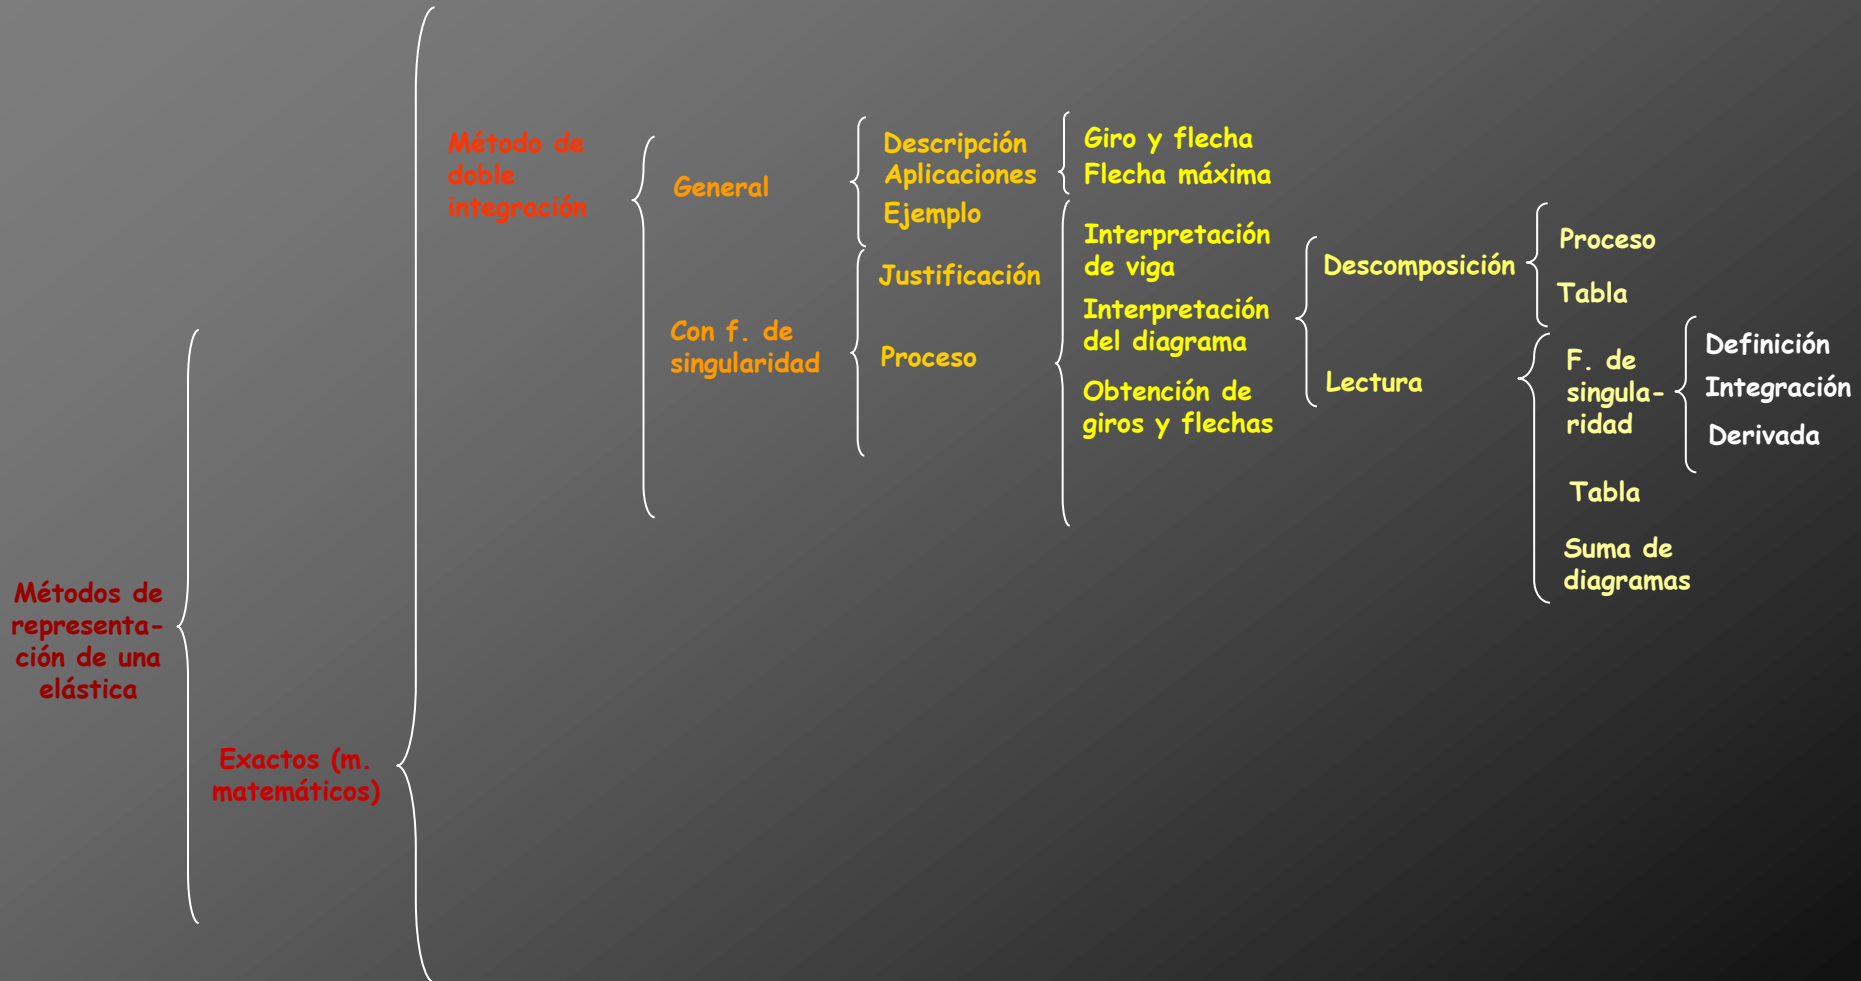 Métodos de
representa-
ción de una
elástica
Exactos (m.
matemáticos)
Método de
doble
integración
General
Descripción
Aplicaciones
Giro y flecha
Flecha máxima
Ejemplo
Con f. de
singularidad
Justificación
Proceso
Interpretación
de viga
Interpretación
del diagrama
Descomposición
Proceso
Tabla
Lectura
F. de
singula-
ridad
Definición
Integración
Derivada
Tabla
Suma de
diagramas
Obtención de
giros y flechas